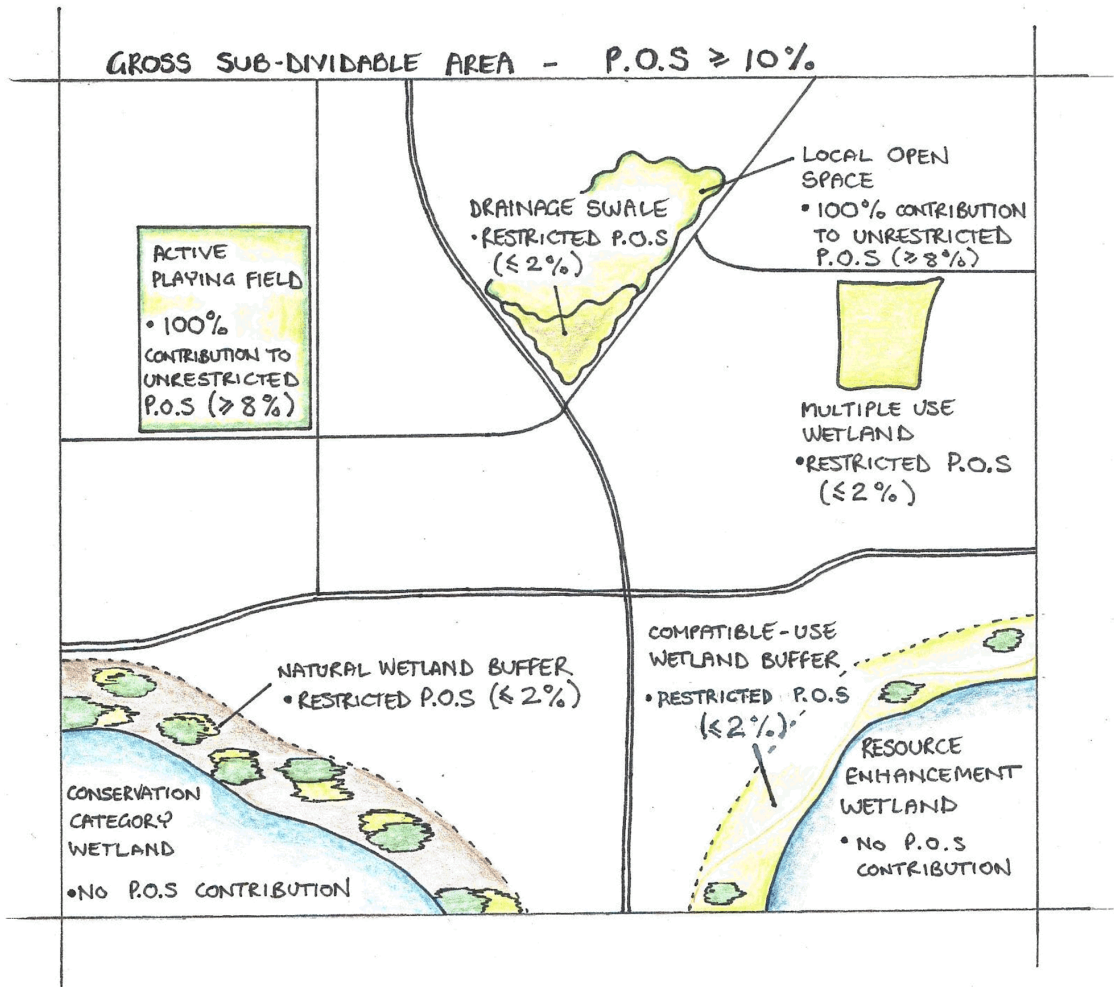 GROSS SUB-DIVIDABLE AREA - P.O.S ⩾ 10%
LOCAL OPEN
SPACE
• 100% CONTRIBUTION
TO UNRESTRICTED
P.O.S (⩾8%)
DRAINAGE SWALE
• RESTRICTED P.O.S
(⩽2%)
ACTIVE
PLAYING FIELD
• 100%
CONTRIBUTION TO
UNRESTRICTED
P.O.S (⩾8%)
MULTIPLE USE
WETLAND
• RESTRICTED P.O.S
(⩽2%)
NATURAL WETLAND BUFFER
• RESTRICTED P.O.S (⩽2%)
COMPATIBLE-USE
WETLAND BUFFER
• RESTRICTED P.O.S
(⩽2%)
CONSERVATION
CATEGORY
WETLAND
• NO P.O.S CONTRIBUTION
RESOURCE
ENHANCEMENT
WETLAND
• NO P.O.S
CONTRIBUTION